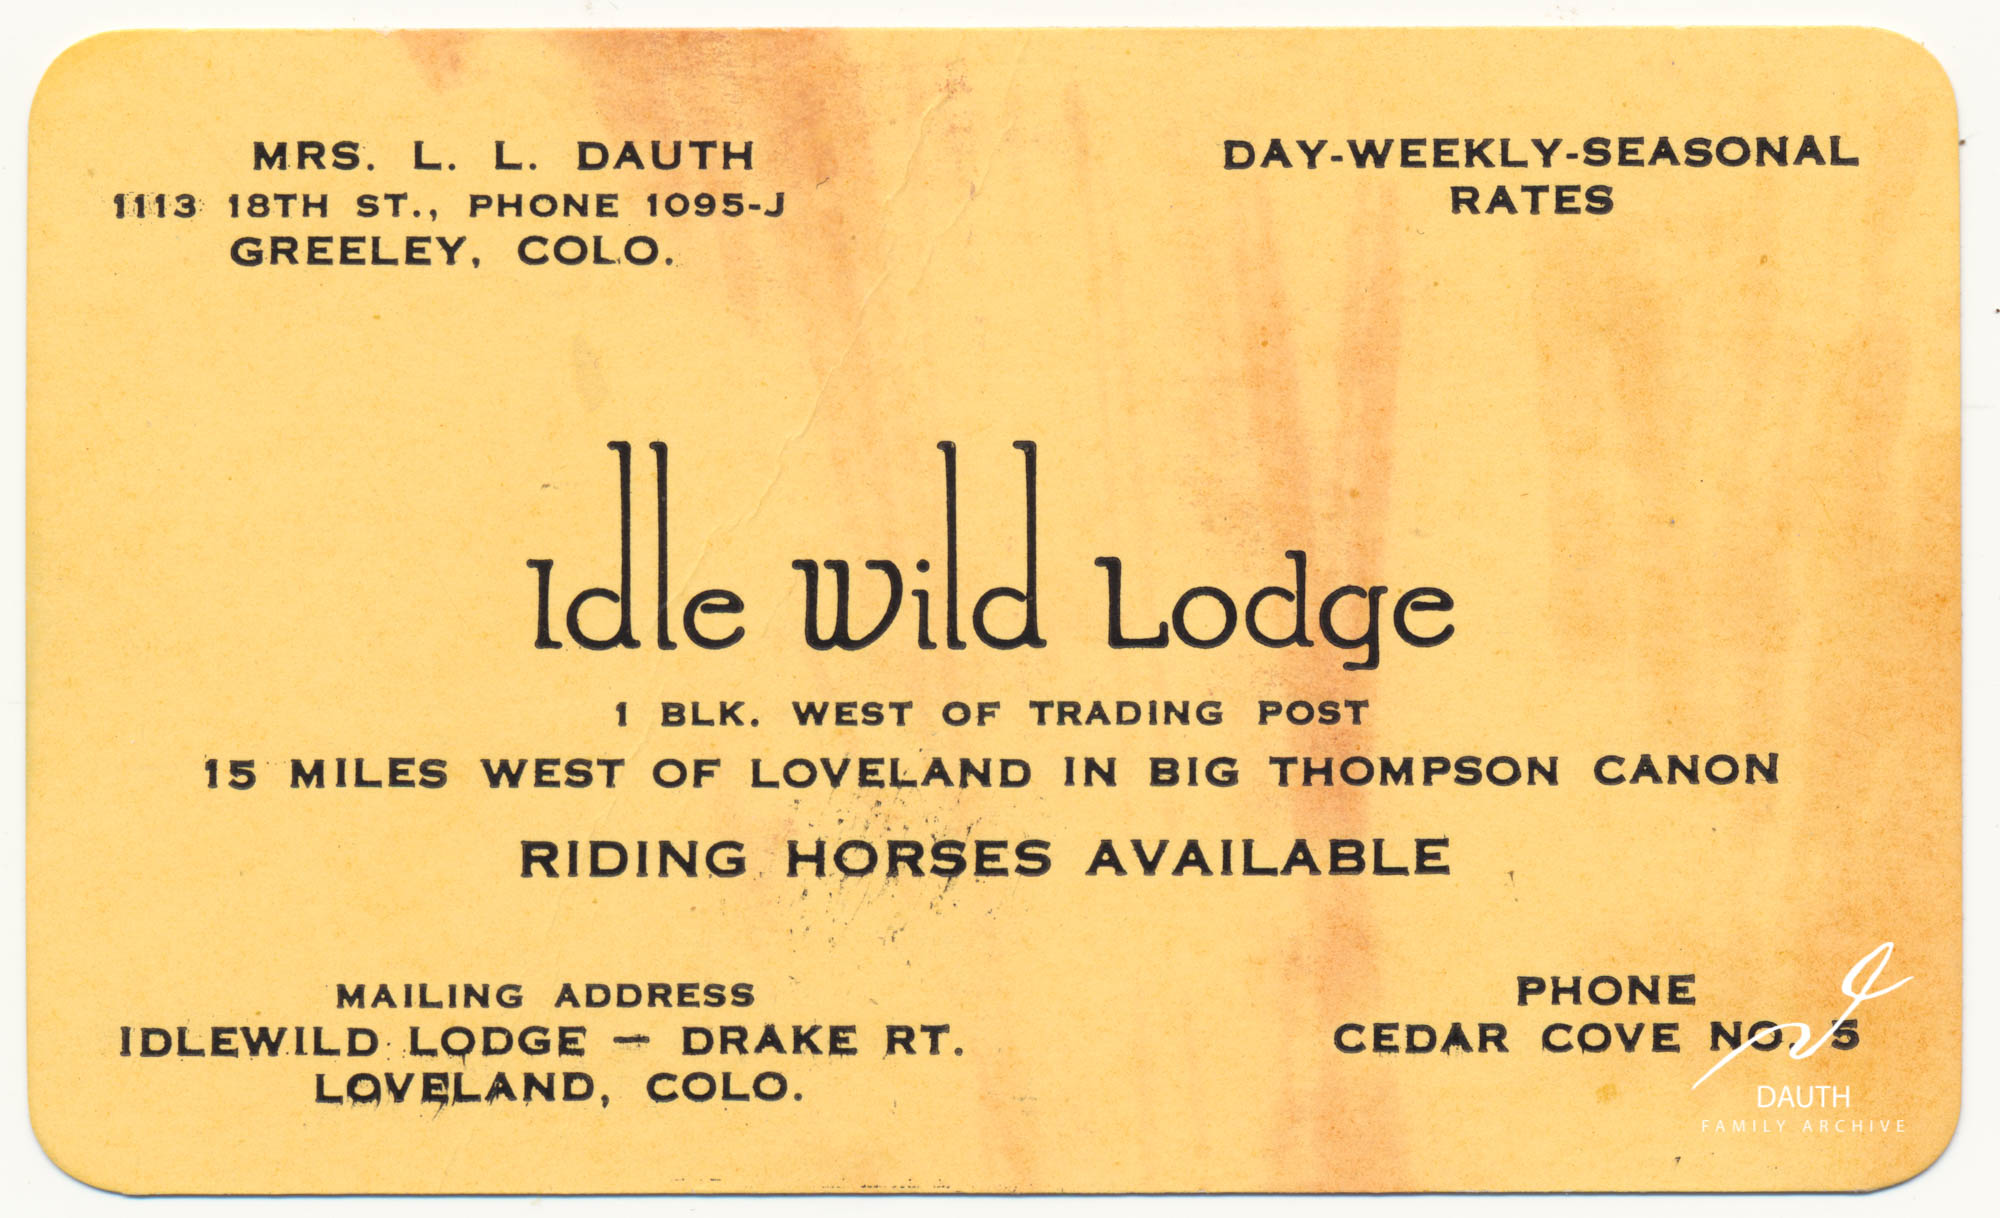 MRS. L. L. DAUTH
1113 18TH ST., PHONE 1095-J
GREELEY, COLO.
DAY-WEEKLY-SEASONAL
RATES
Idle Wild Lodge
1 BLK. WEST OF TRADING POST
15 MILES WEST OF LOVELAND IN BIG THOMPSON CANON
RIDING HORSES AVAILABLE
MAILING ADDRESS
IDLEWILD LODGE — DRAKE RT.
LOVELAND, COLO.
PHONE
CEDAR COVE NO. 5
DAUTH
FAMILY ARCHIVE